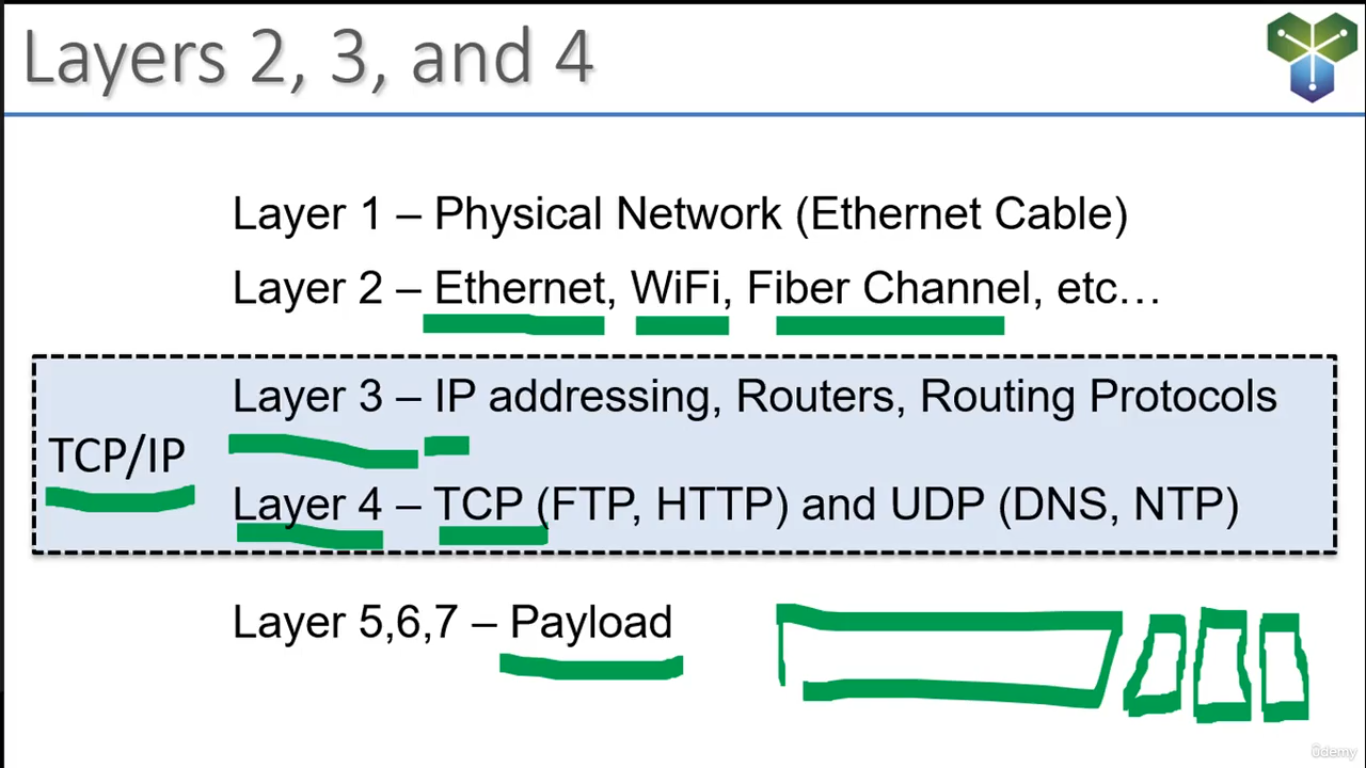 Layers 2, 3, and 4
Layer 1 – Physical Network (Ethernet Cable)
Layer 2 – Ethernet, WiFi, Fiber Channel, etc…
Layer 3 – IP addressing, Routers, Routing Protocols
TCP/IP
Layer 4 – TCP (FTP, HTTP) and UDP (DNS, NTP)
Layer 5,6,7 – Payload
ûdemy